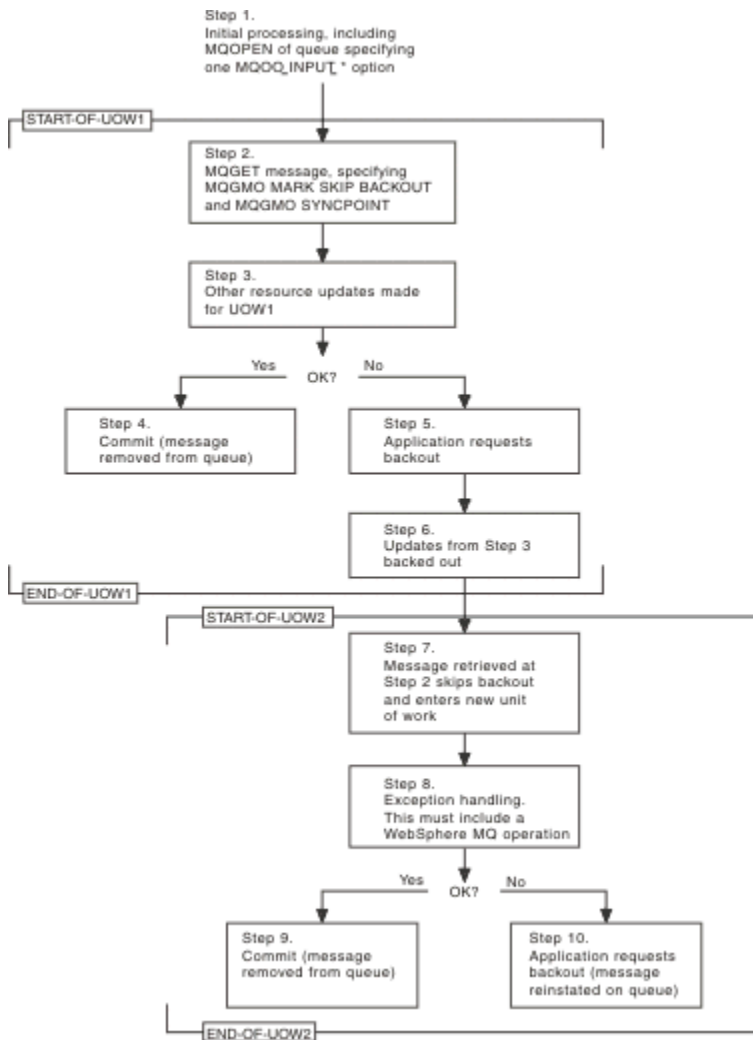 Step 1.
Initial processing, including
MQOPEN of queue specifying
one MQOO_INPUT_* option
START-OF-UOW1
Step 2.
MQGET message, specifying
MQGMO MARK SKIP BACKOUT
and MQGMO SYNCPOINT
Step 3.
Other resource updates made
for UOW1
Yes
OK?
No
Step 4.
Commit (message
removed from queue)
Step 5.
Application requests
backout
Step 6.
Updates from Step 3
backed out
END-OF-UOW1
START-OF-UOW2
Step 7.
Message retrieved at
Step 2 skips backout
and enters new unit
of work
Step 8.
Exception handling.
This must include a
WebSphere MQ operation
Yes
OK?
No
Step 9.
Commit (message
removed from queue)
Step 10.
Application requests
backout (message
reinstated on queue)
END-OF-UOW2